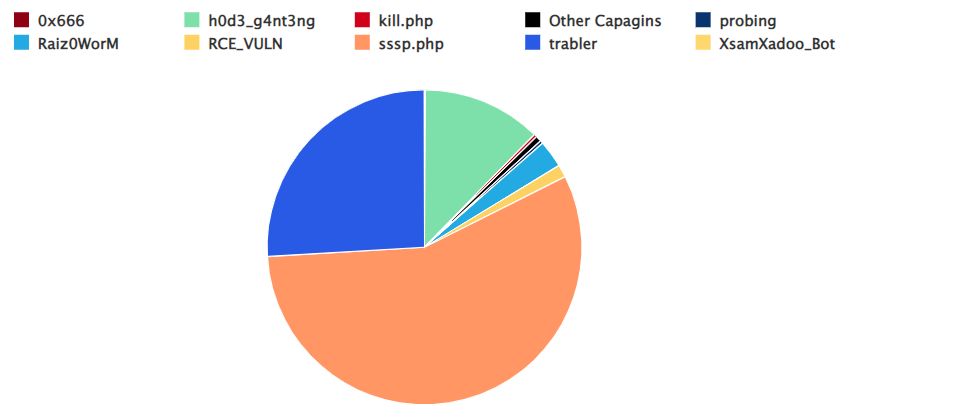 0x666 h0d3_g4nt3ng kill.php Other Capagins probing
Raiz0WorM RCE_VULN sssp.php trabler XsamXadoo_Bot